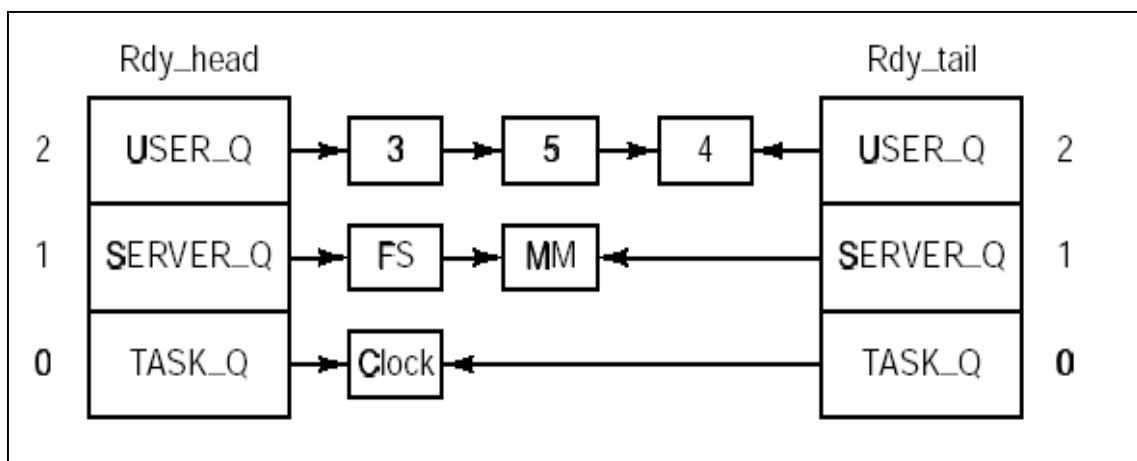 Rdy_head Rdy_tail
2 USER_Q 3 5 4 USER_Q 2
1 SERVER_Q FS MM SERVER_Q 1
0 TASK_Q Clock TASK_Q 0